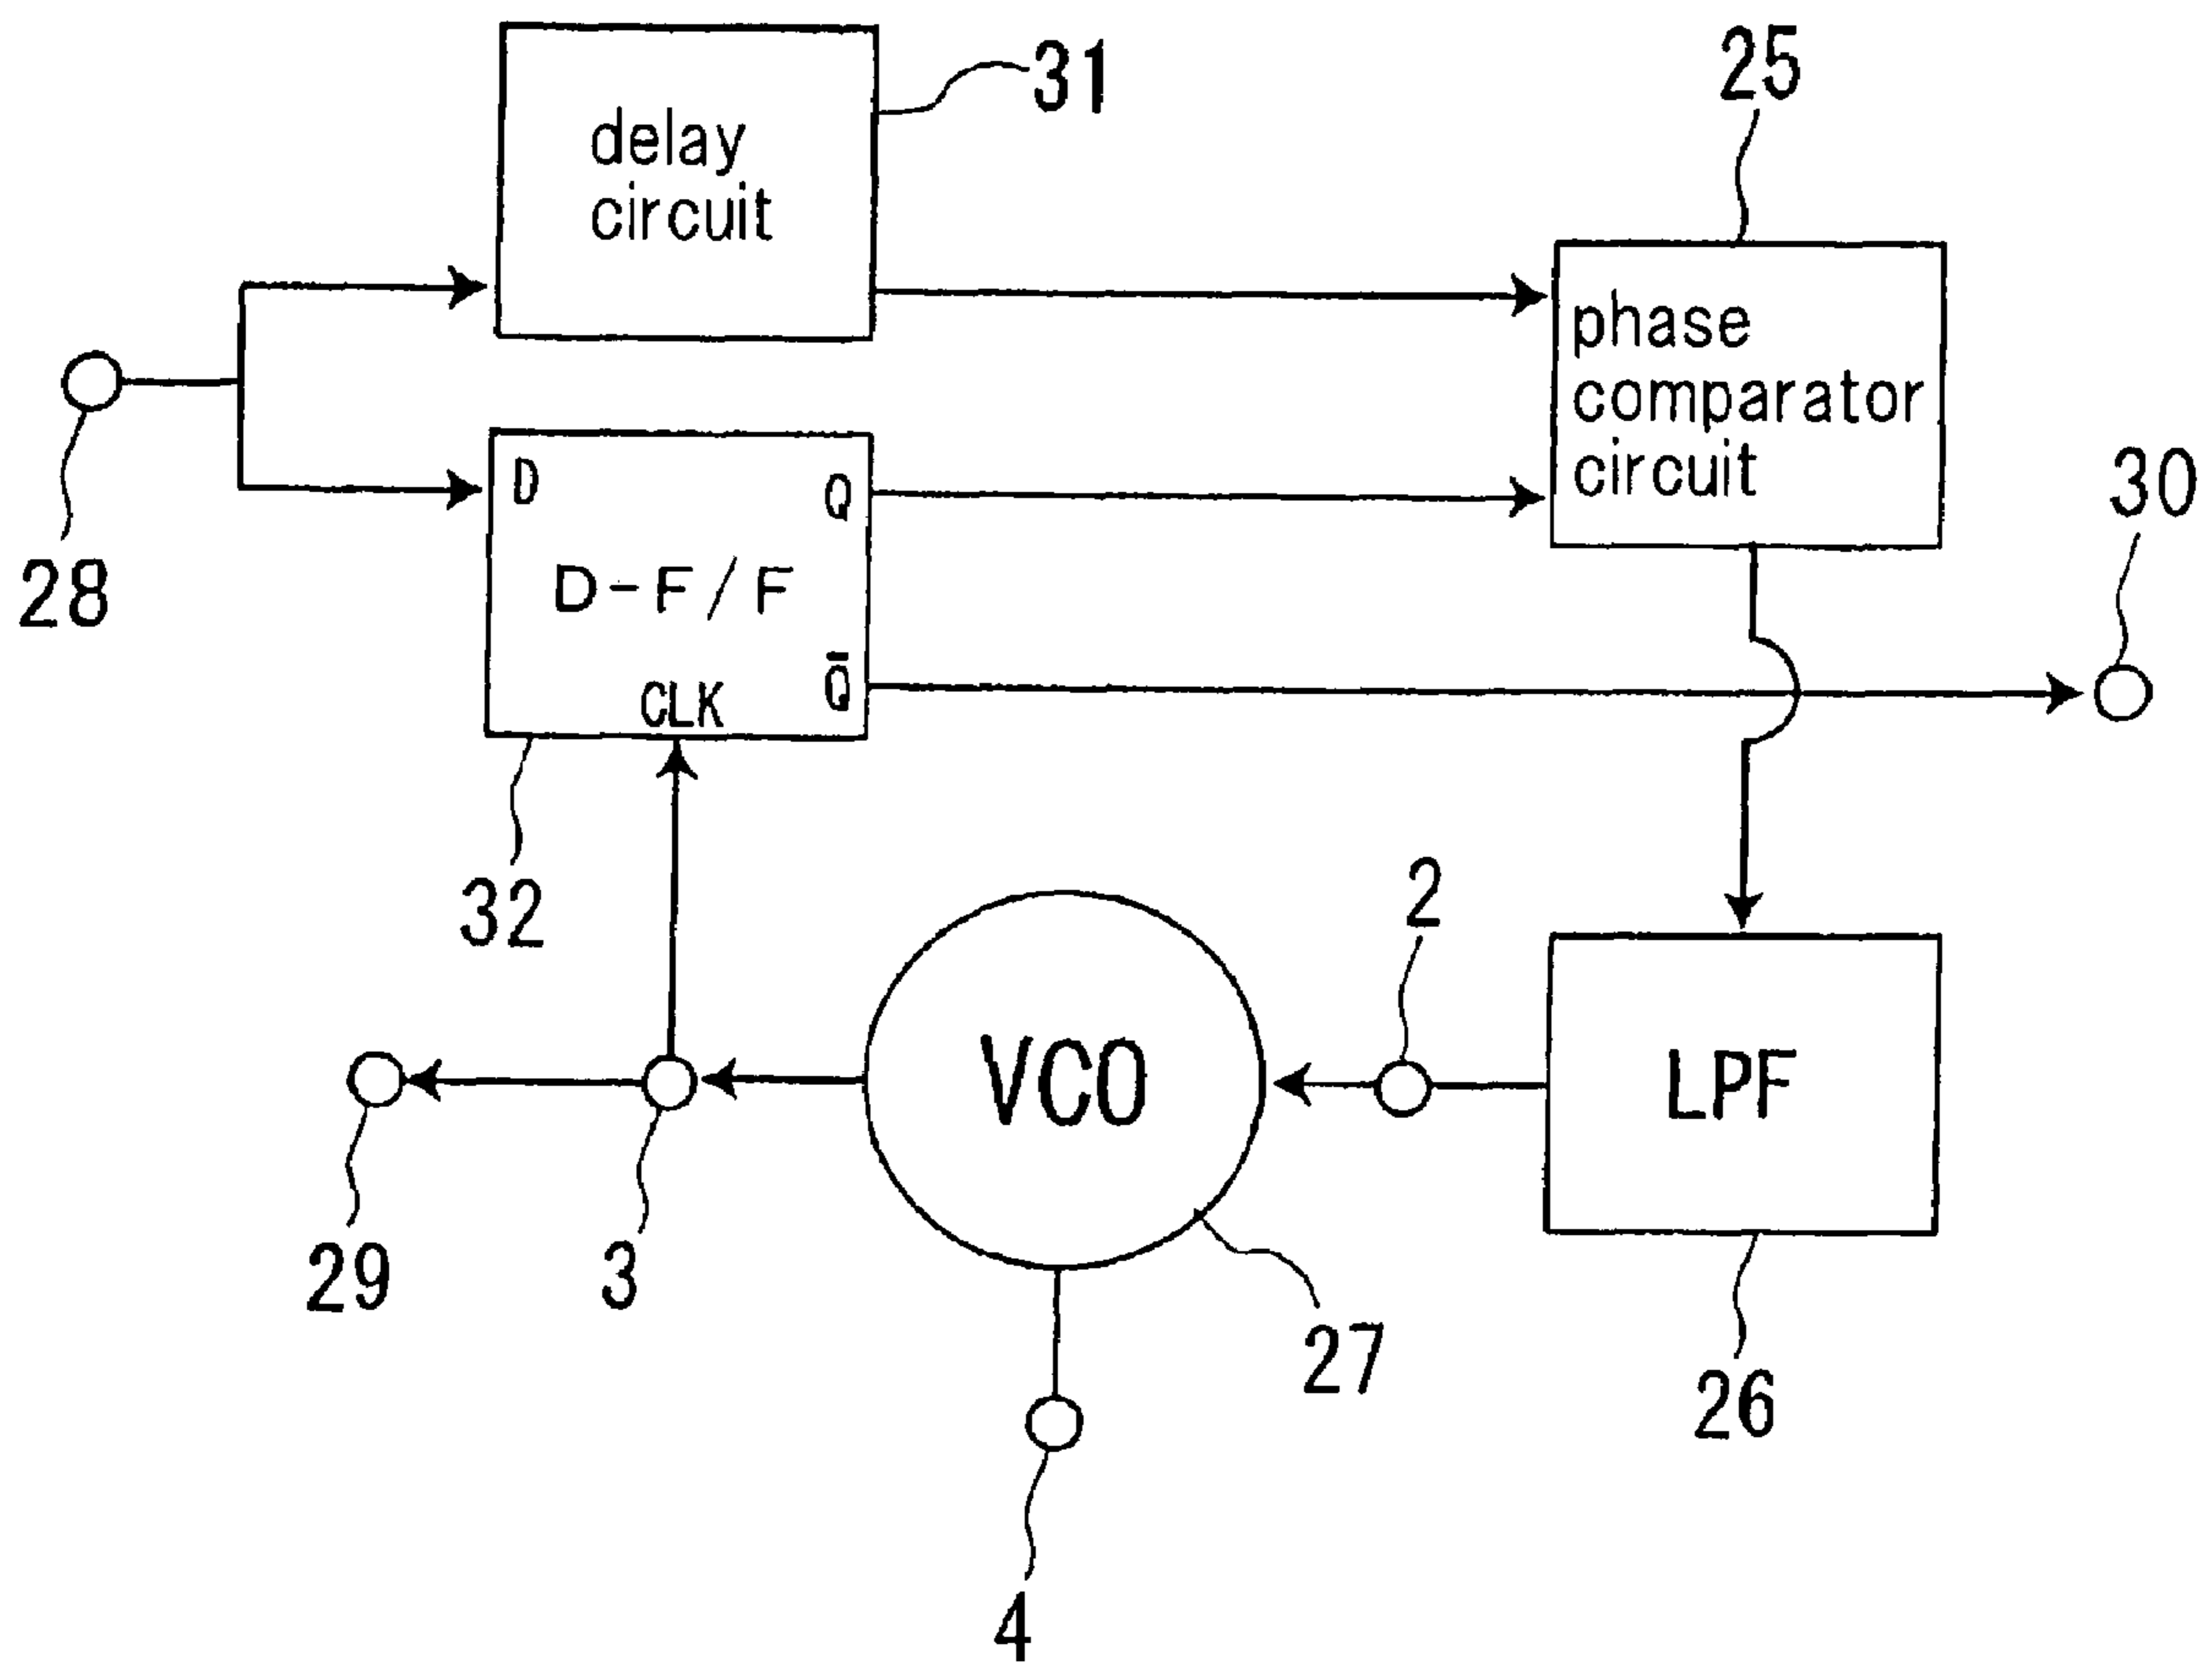 31
25
delay
circuit
phase
comparator
circuit
30
28
D
Q
D-F/F
Q̄
CLK
32
2
VCO
LPF
29
3
27
26
4